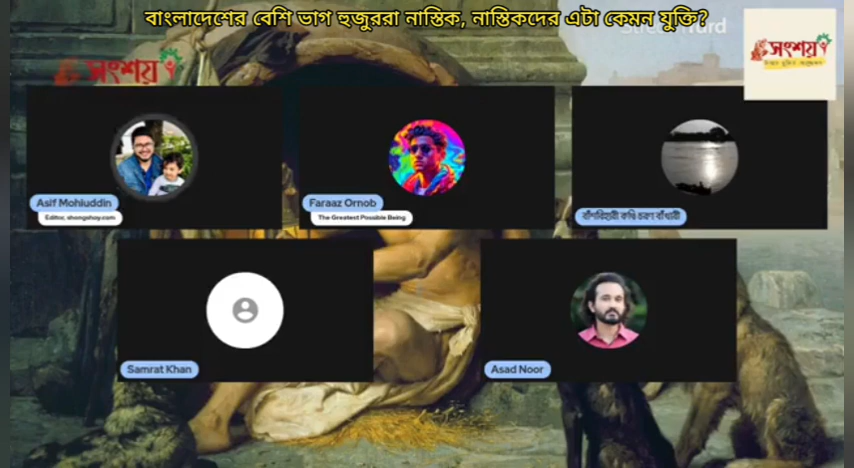 বাংলাদেশের বেশি ভাগ হুজুররা নাস্তিক, নাস্তিকদের এটা কেমন যুক্তি?
সংশয়
সংশয়
Asif Mohiuddin
Editor, shongshoy.com
Faraaz Ornob
The Greatest Possible Being
Samrat Khan
Asad Noor